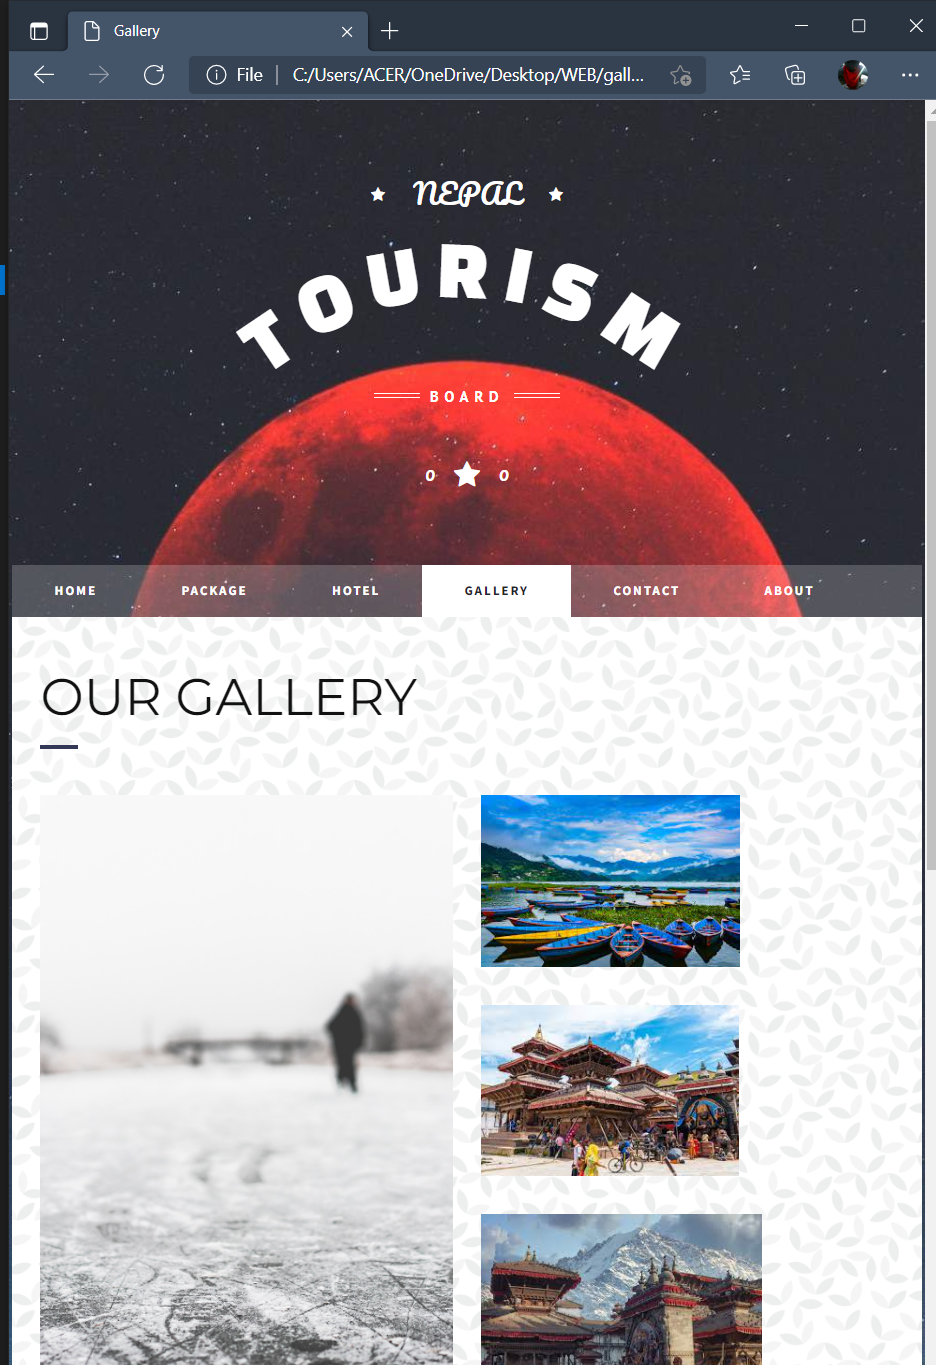 Gallery
File C:/Users/ACER/OneDrive/Desktop/WEB/gall...
NEPAL
TOURISM
BOARD
0 0
HOME PACKAGE HOTEL GALLERY CONTACT ABOUT
OUR GALLERY